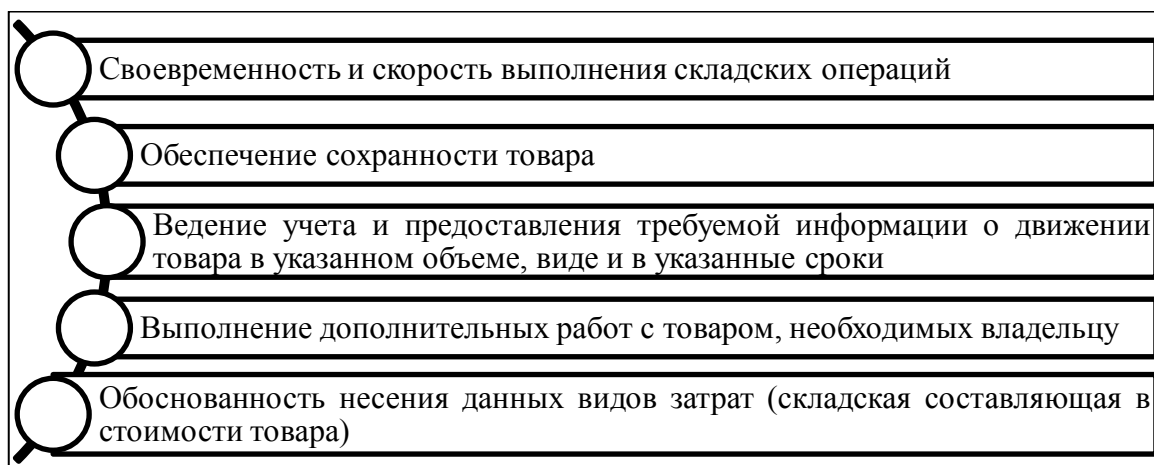 Своевременность и скорость выполнения складских операций
Обеспечение сохранности товара
Ведение учета и предоставления требуемой информации о движении
товара в указанном объеме, виде и в указанные сроки
Выполнение дополнительных работ с товаром, необходимых владельцу
Обоснованность несения данных видов затрат (складская составляющая в
стоимости товара)